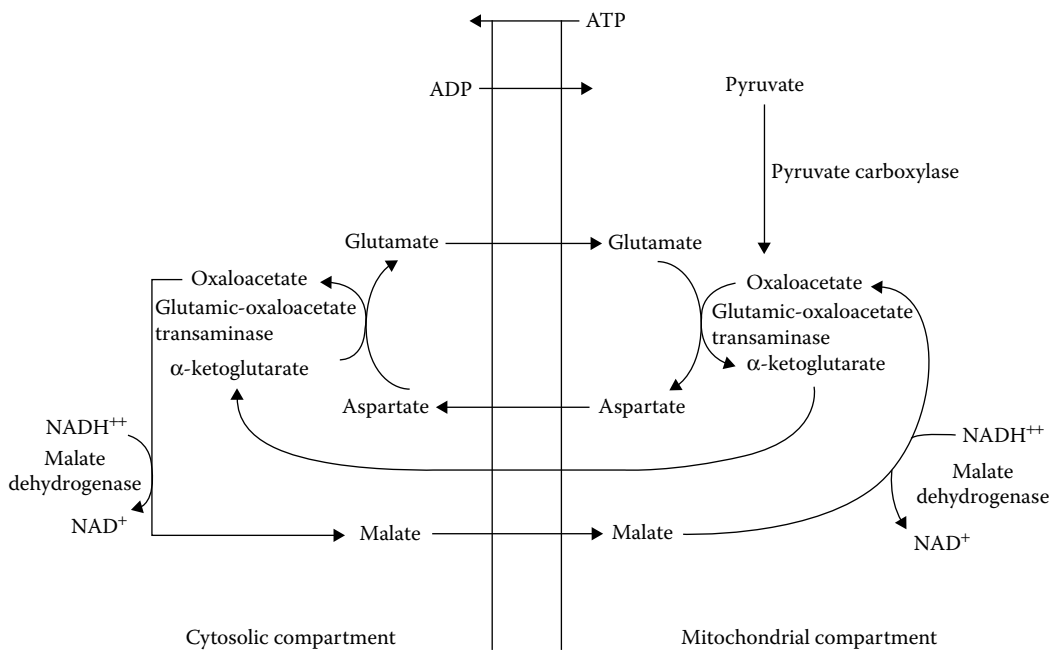 ATP
ADP
Pyruvate
Pyruvate carboxylase
Glutamate
Glutamate
Oxaloacetate
Glutamic-oxaloacetate
transaminase
α-ketoglutarate
Oxaloacetate
Glutamic-oxaloacetate
transaminase
α-ketoglutarate
Aspartate
Aspartate
NADH⁺⁺
Malate
dehydrogenase
NAD⁺
NADH⁺⁺
Malate
dehydrogenase
NAD⁺
Malate
Malate
Cytosolic compartment
Mitochondrial compartment